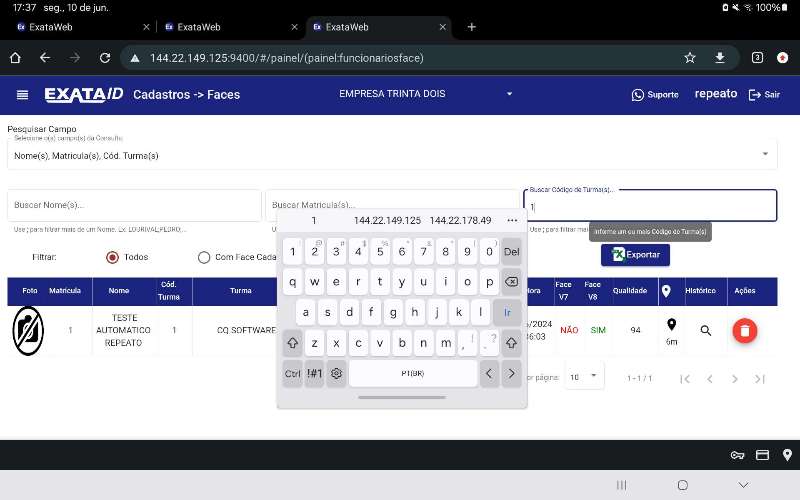 17:37 seg., 10 de jun. 100%
ExataWeb ExataWeb ExataWeb
144.22.149.125:9400/#/painel/(painel:funcionariosface) 3
EXATA ID Cadastros -> Faces EMPRESA TRINTA DOIS Suporte repeato Sair
Pesquisar Campo
Selecione o(s) campo(s) da Consulta
Nome(s), Matricula(s), Cód. Turma(s)
Buscar Código de Turma(s)...
Buscar Nome(s)... Buscar Matricula(s)... 1
Use ; para filtrar mais de um Nome. Ex: LOURIVAL;PEDRO;... Use ; para filtrar mais
Informe um ou mais Código de Turma(s)
1 144.22.149.125 144.22.178.49 ...
Filtrar: Todos Com Face Cada Exportar
1 2 3 4 5 6 7 8 9 0 Del
q w e r t y u i o p
a s d f g h j k l Ir
z x c v b n m , .
Ctrl !#1 PT(BR)
Foto Matrícula Nome Cód. Turma Turma Hora Face V7 Face V8 Qualidade Histórico Ações
1 TESTE AUTOMATICO REPEATO 1 CQ.SOFTWARE /2024 NÃO SIM 94 6m
or página: 10 1 - 1 / 1